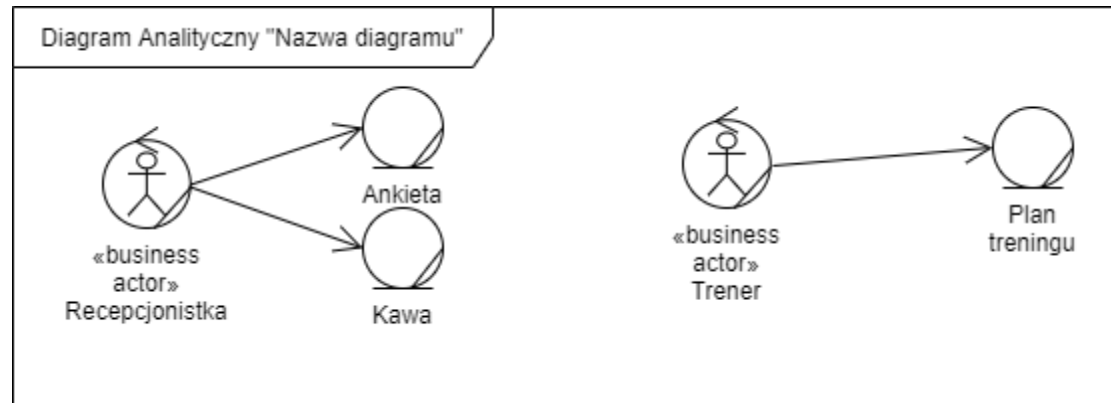 Diagram Analityczny "Nazwa diagramu"
Ankieta
«business
actor»
Recepcjonistka
Kawa
«business
actor»
Trener
Plan
treningu